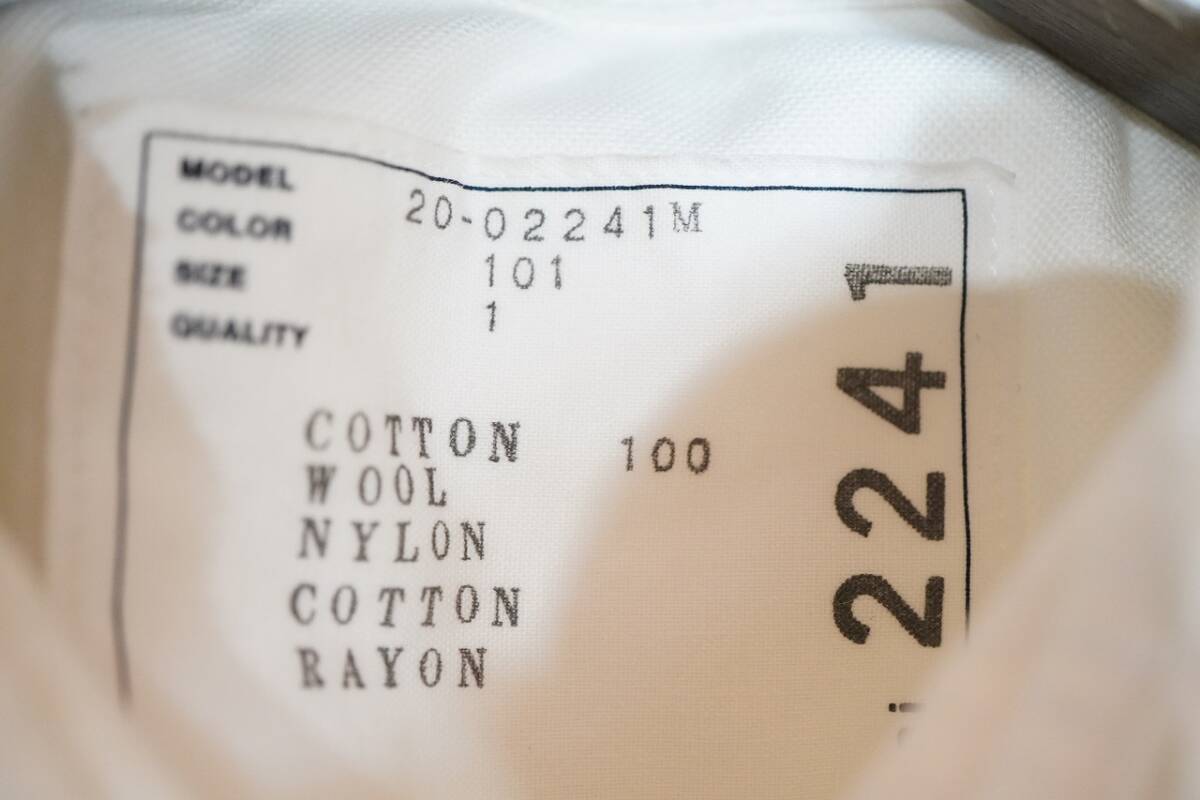 MODEL 20-02241M
COLOR 101
SIZE 1
QUALITY
COTTON 100
WOOL
NYLON
COTTON
RAYON
2241